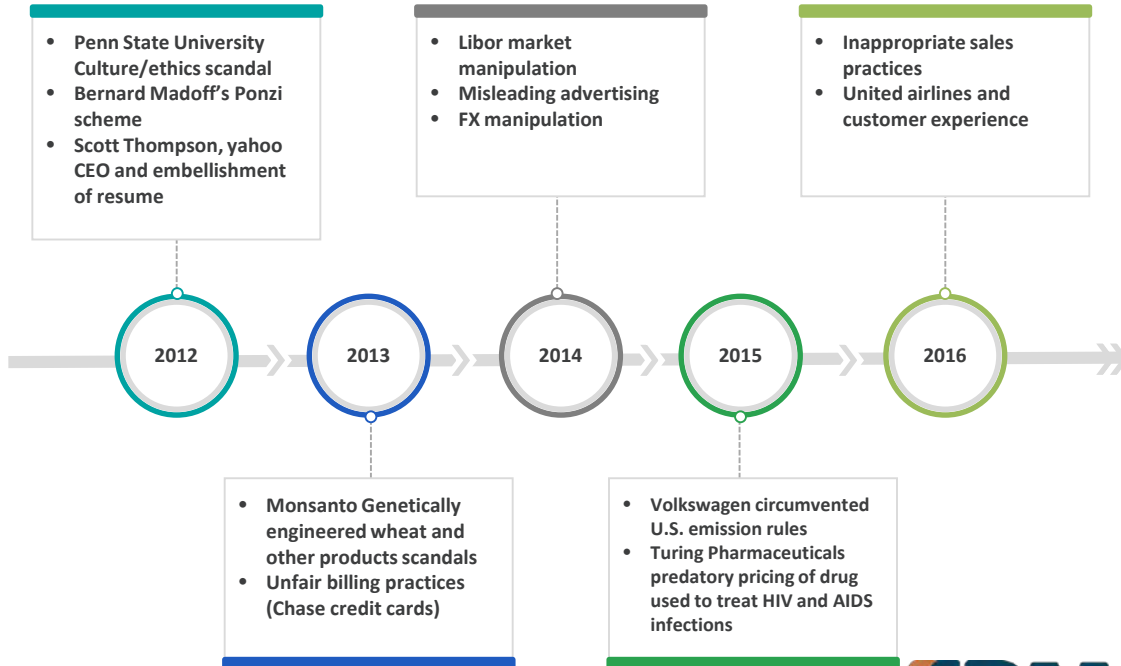 • Penn State University
Culture/ethics scandal
• Bernard Madoff's Ponzi
scheme
• Scott Thompson, yahoo
CEO and embellishment
of resume
• Libor market
manipulation
• Misleading advertising
• FX manipulation
• Inappropriate sales
practices
• United airlines and
customer experience
2012
2013
2014
2015
2016
• Monsanto Genetically
engineered wheat and
other products scandals
• Unfair billing practices
(Chase credit cards)
• Volkswagen circumvented
U.S. emission rules
• Turing Pharmaceuticals
predatory pricing of drug
used to treat HIV and AIDS
infections